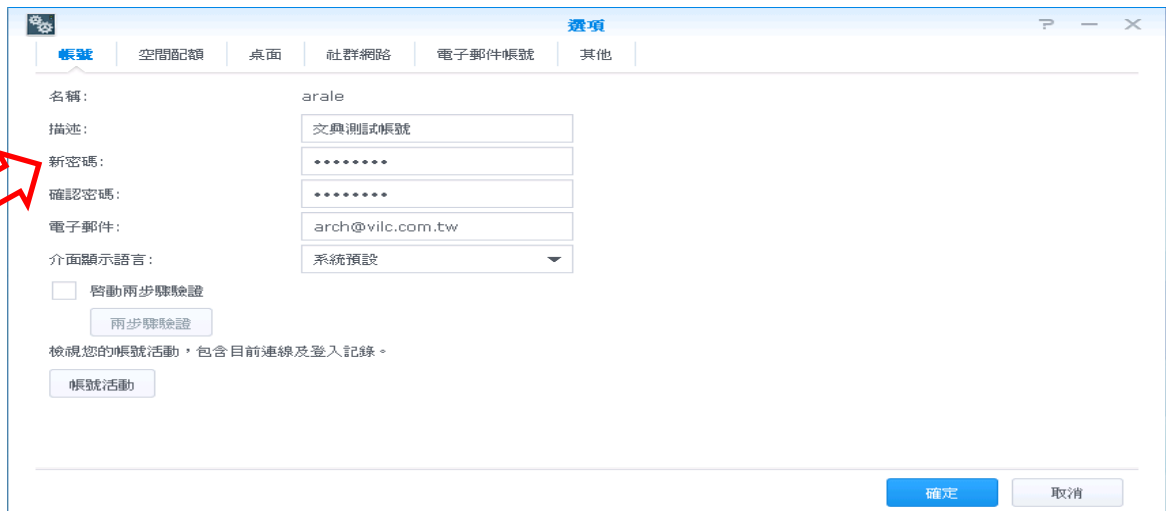 選項
帳號 空間配額 桌面 社群網路 電子郵件帳號 其他
名稱: arale
描述: 文典測試帳號
新密碼: ••••••••
確認密碼: ••••••••
電子郵件: arch@vilc.com.tw
介面顯示語言: 系統預設
啓動兩步驟驗證
兩步驟驗證
檢視您的帳號活動，包含目前連線及登入記錄。
帳號活動
確定 取消